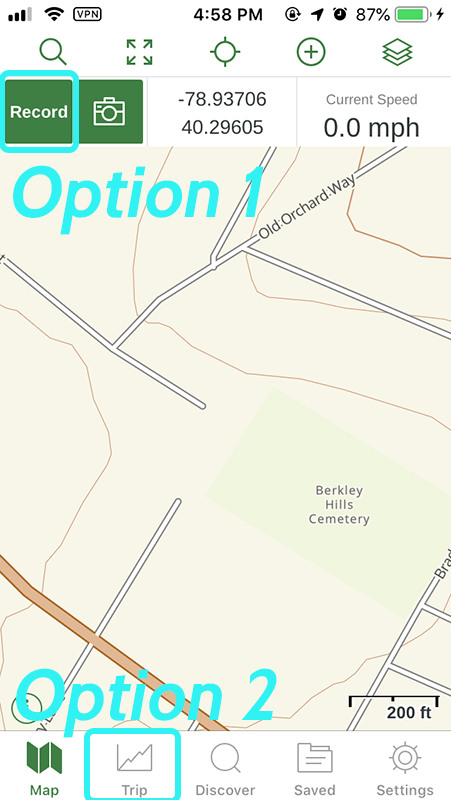 VPN 4:58 PM 87%
Record
-78.93706
40.29605
Current Speed
0.0 mph
Option 1
Old Orchard Way
Berkley
Hills
Cemetery
Brad
Option 2
200 ft
Map Trip Discover Saved Settings